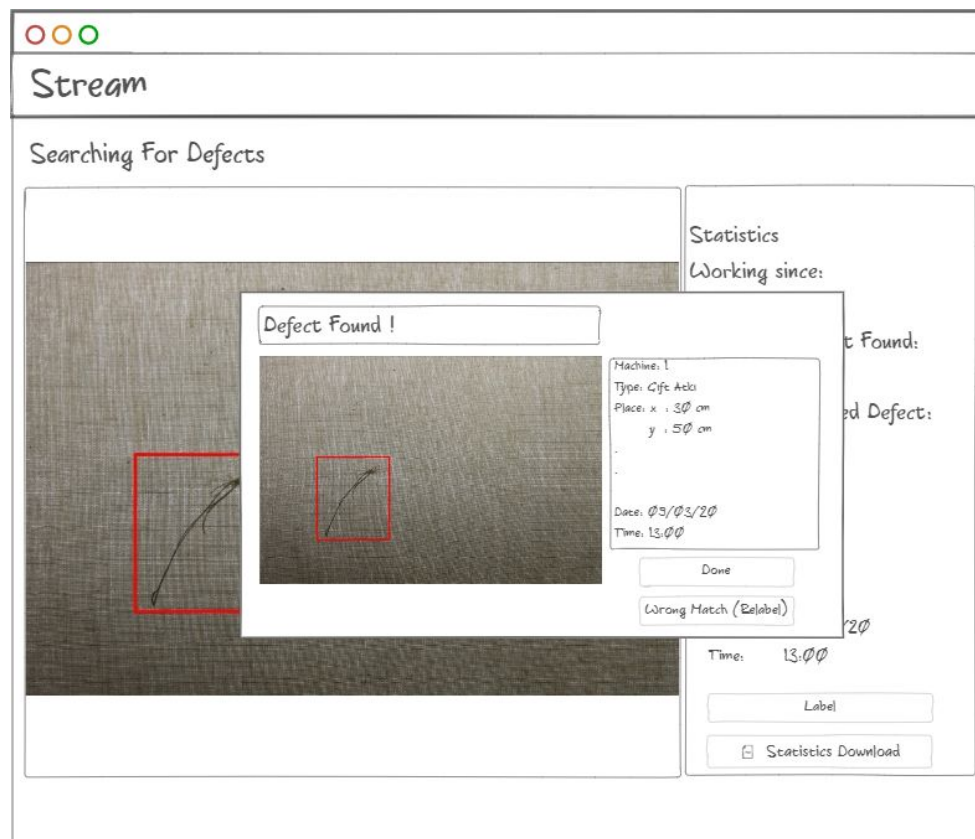 Stream
Searching For Defects
Statistics
Working since:
t Found:
ed Defect:
/20
Time: 13:00
Label
Statistics Download
Defect Found !
Machine: 1
Type: Çift Atkı
Place: x : 30 cm
y : 50 cm
.
.
Date: 09/03/20
Time: 13:00
Done
Wrong Match (Relabel)